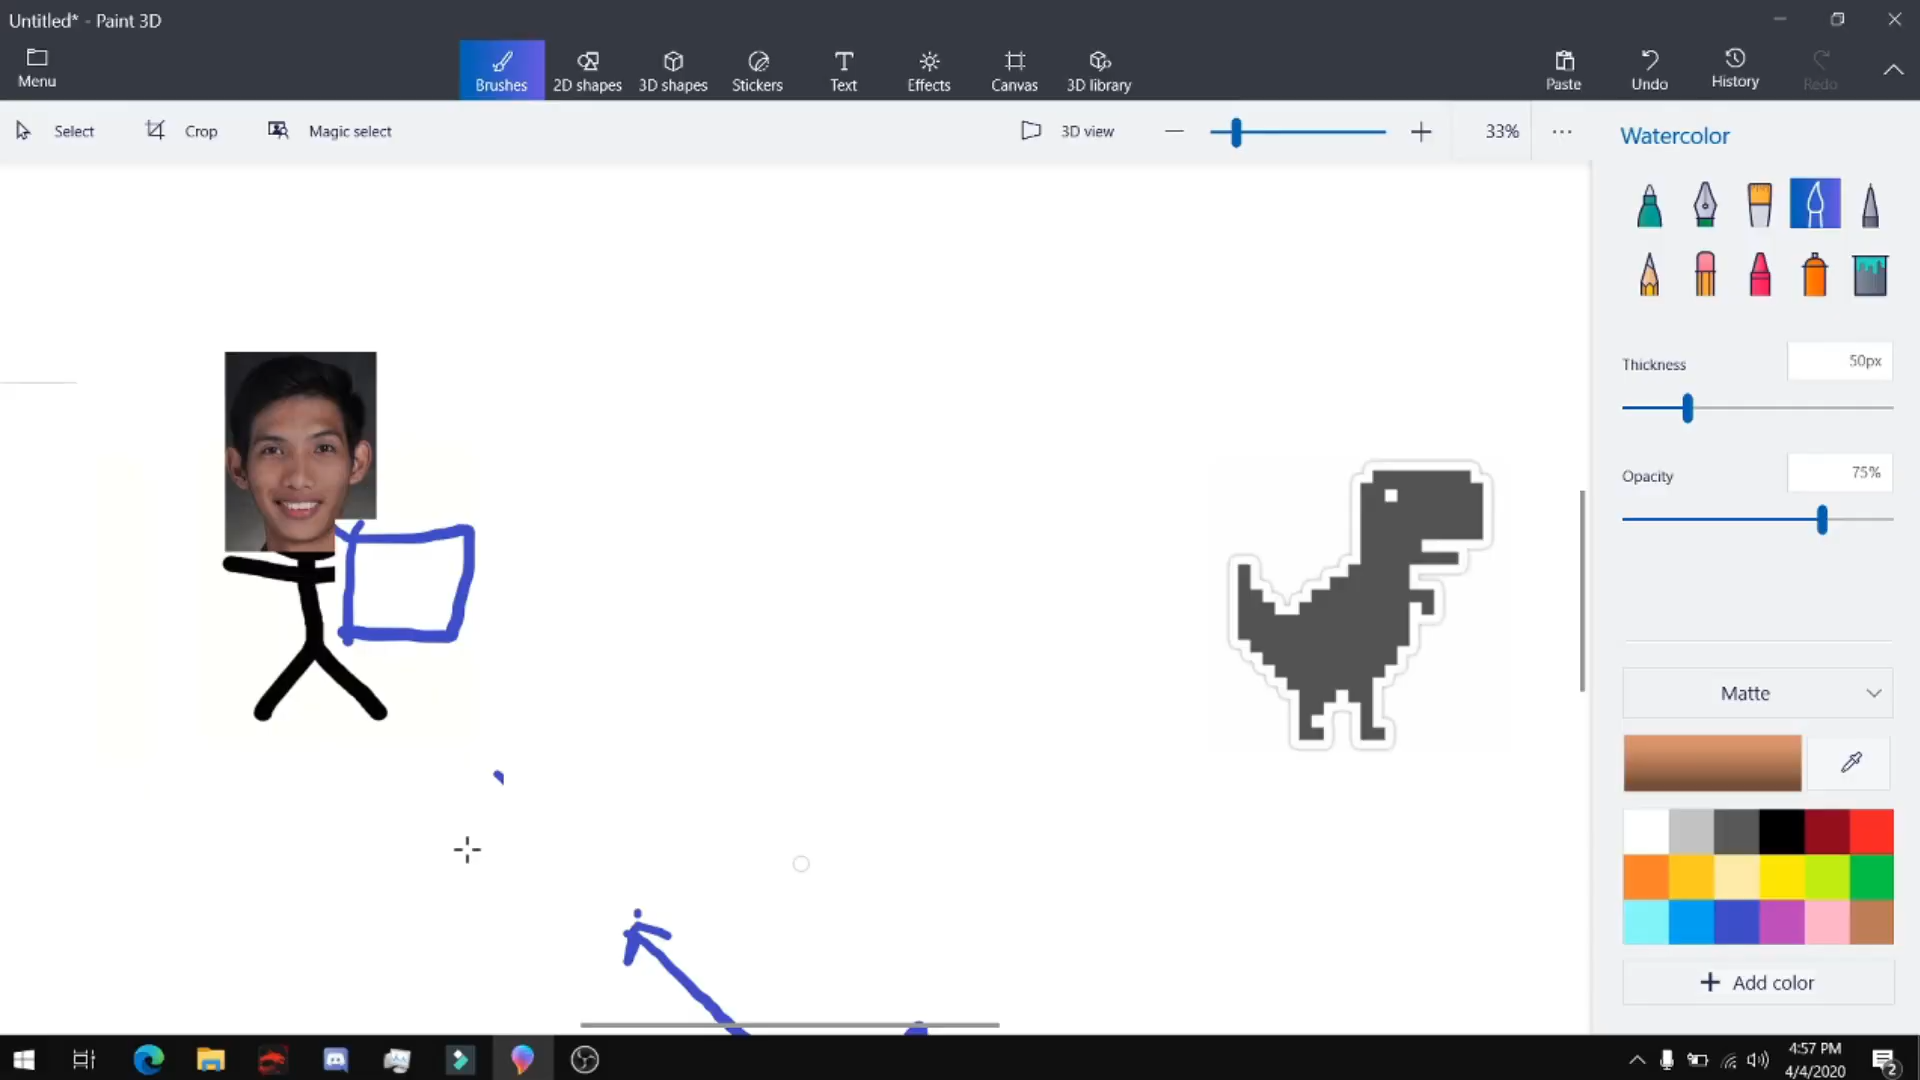 Untitled* - Paint 3D
Menu
Brushes
2D shapes
3D shapes
Stickers
Text
Effects
Canvas
3D library
Paste
Undo
History
Redo
Select
Crop
Magic select
3D view
33%
Watercolor
Thickness
50px
Opacity
75%
Matte
Add color
4:57 PM
4/4/2020
2